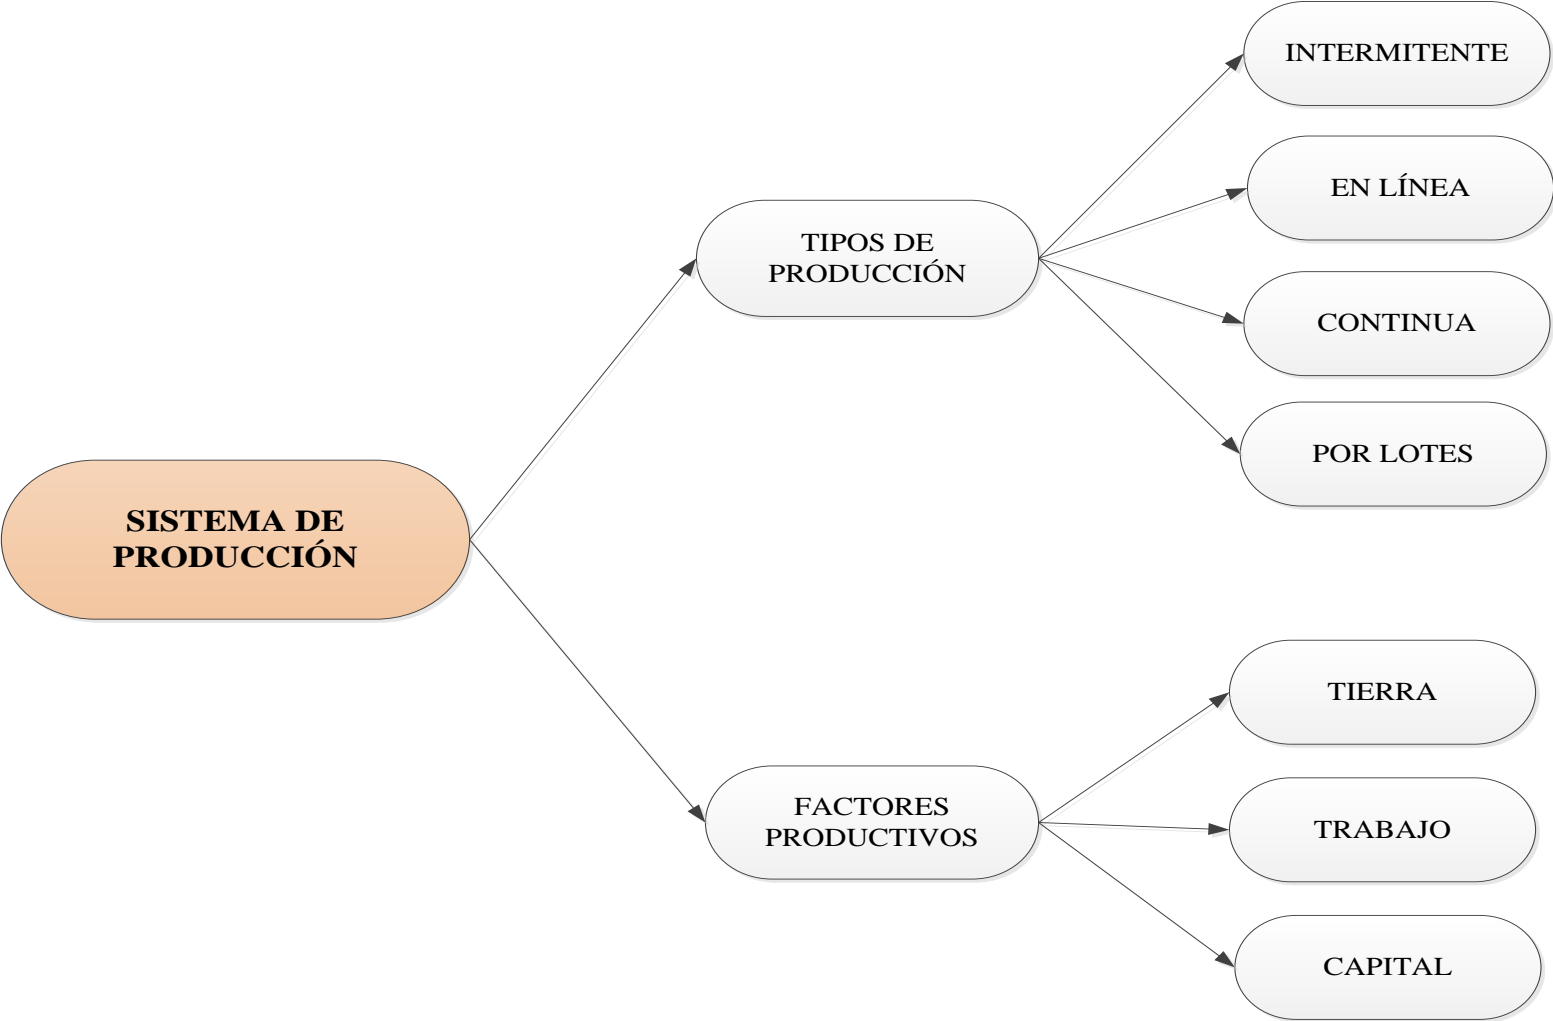 SISTEMA DE
PRODUCCIÓN
TIPOS DE
PRODUCCIÓN
INTERMITENTE
EN LÍNEA
CONTINUA
POR LOTES
FACTORES
PRODUCTIVOS
TIERRA
TRABAJO
CAPITAL